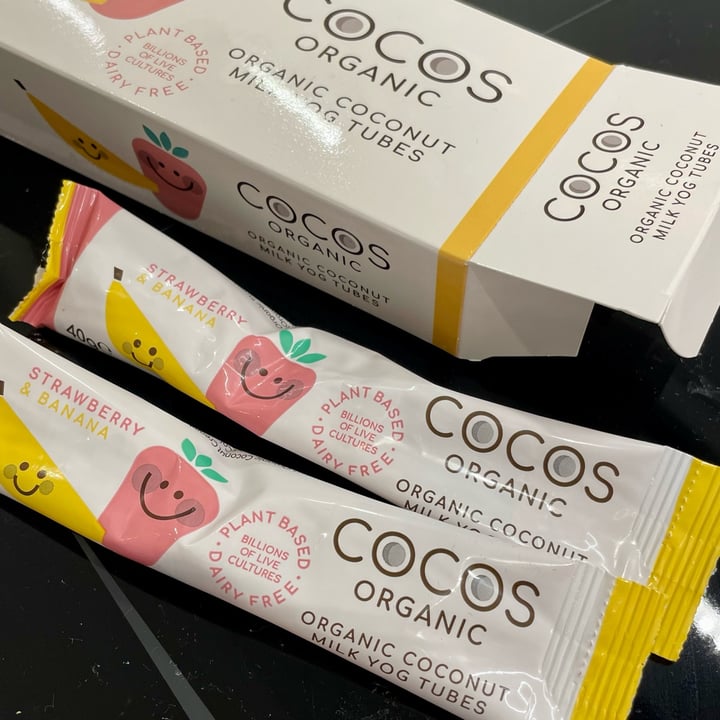 PLANT BASED
BILLIONS
OF LIVE
CULTURES
DAIRY FREE
COCOS
ORGANIC
ORGANIC COCONUT
MILK YOG TUBES
COCOS
ORGANIC
ORGANIC COCONUT
MILK YOG TUBES
COCOS
ORGANIC
ORGANIC COCONUT
MILK YOG TUBES
STRAWBERRY
& BANANA
40g
PLANT BASED
BILLIONS
OF LIVE
CULTURES
DAIRY FREE
COCOS
ORGANIC
ORGANIC COCONUT
MILK YOG
STRAWBERRY
& BANANA
PLANT BASED
BILLIONS
OF LIVE
CULTURES
DAIRY FREE
COCOS
ORGANIC
ORGANIC COCONUT
MILK YOG TUBES